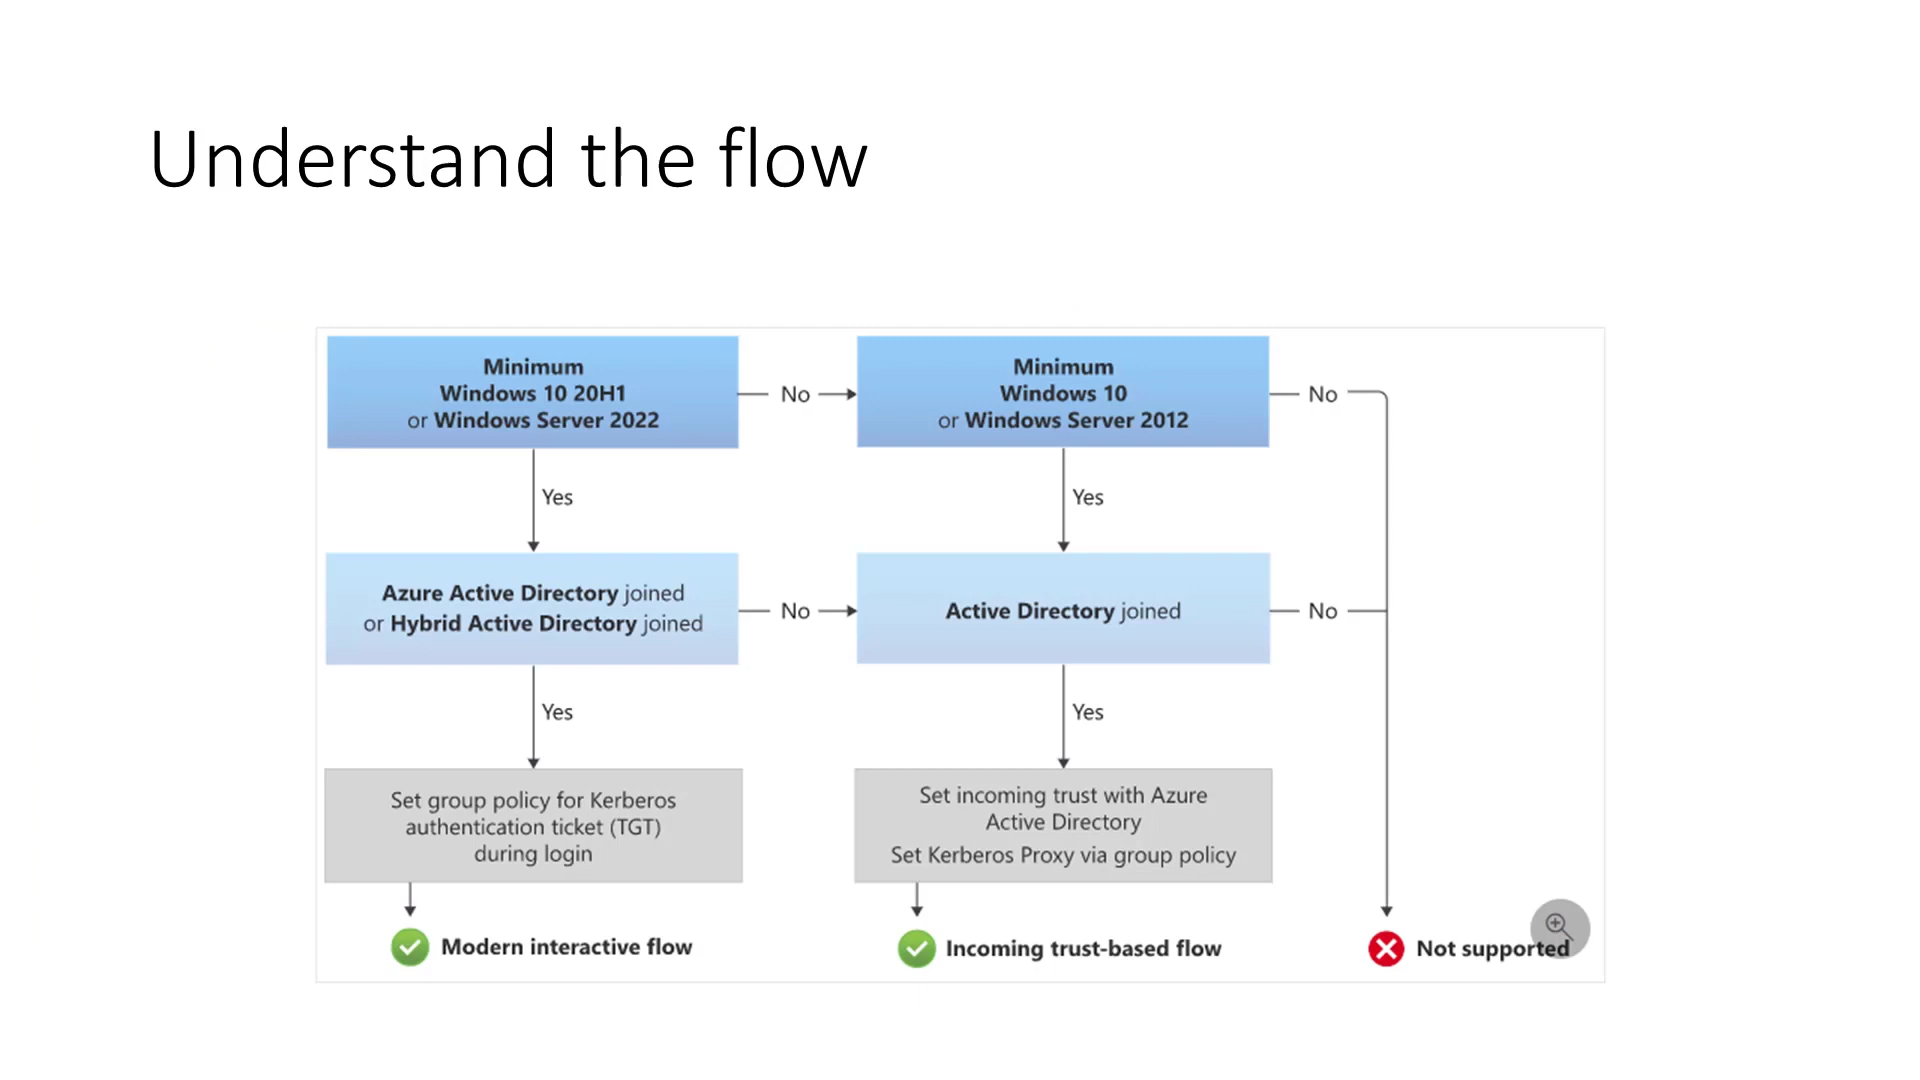 Understand the flow
Minimum
Windows 10 20H1
or Windows Server 2022
No
Minimum
Windows 10
or Windows Server 2012
No
Yes
Yes
Azure Active Directory joined
or Hybrid Active Directory joined
No
Active Directory joined
No
Yes
Yes
Set group policy for Kerberos
authentication ticket (TGT)
during login
Set incoming trust with Azure
Active Directory
Set Kerberos Proxy via group policy
Modern interactive flow
Incoming trust-based flow
Not supported